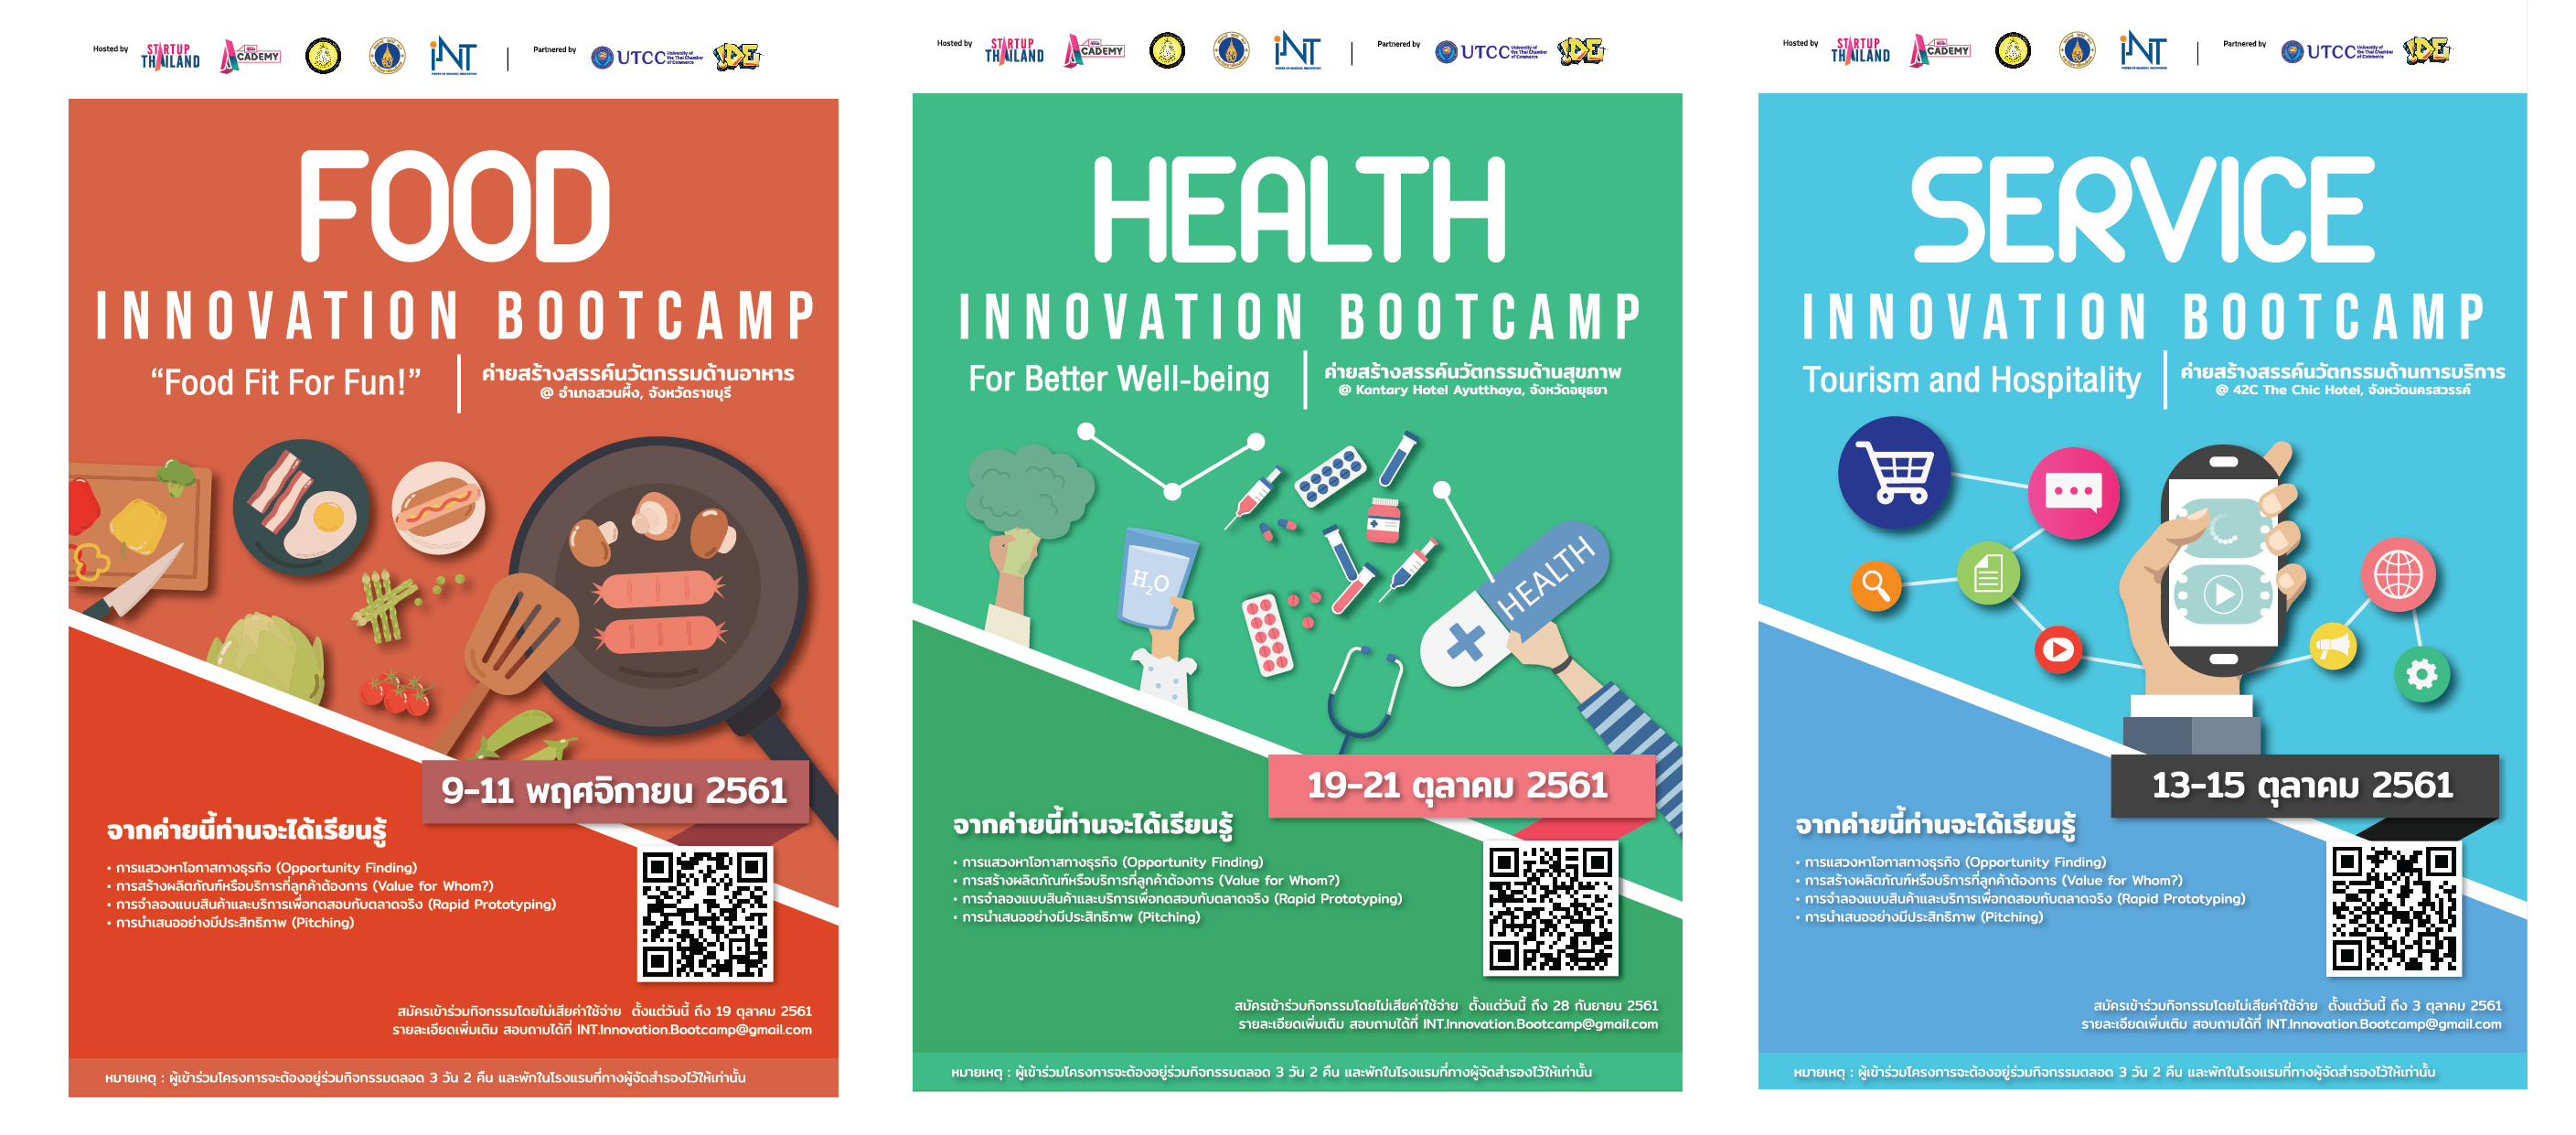 Hosted by
STARTUP
THAILAND
ACADEMY
iNT
Partnered by
UTCC
University of
the Thai Chamber
of Commerce
IDE
FOOD
INNOVATION BOOTCAMP
“Food Fit For Fun!”
ค่ายสร้างสรรค์นวัตกรรมด้านอาหาร
@ อำเภอสวนผึ้ง, จังหวัดราชบุรี
9-11 พฤศจิกายน 2561
จากค่ายนี้ท่านจะได้เรียนรู้
• การแสวงหาโอกาสทางธุรกิจ (Opportunity Finding)
• การสร้างผลิตภัณฑ์หรือบริการที่ลูกค้าต้องการ (Value for Whom?)
• การจำลองแบบสินค้าและบริการเพื่อทดสอบกับตลาดจริง (Rapid Prototyping)
• การนำเสนออย่างมีประสิทธิภาพ (Pitching)
สมัครเข้าร่วมกิจกรรมโดยไม่เสียค่าใช้จ่าย ตั้งแต่วันนี้ ถึง 19 ตุลาคม 2561
รายละเอียดเพิ่มเติม สอบถามได้ที่ INT.Innovation.Bootcamp@gmail.com
หมายเหตุ : ผู้เข้าร่วมโครงการจะต้องอยู่ร่วมกิจกรรมตลอด 3 วัน 2 คืน และพักในโรงแรมที่ทางผู้จัดสำรองไว้ให้เท่านั้น
Hosted by
STARTUP
THAILAND
ACADEMY
iNT
Partnered by
UTCC
University of
the Thai Chamber
of Commerce
IDE
HEALTH
INNOVATION BOOTCAMP
For Better Well-being
ค่ายสร้างสรรค์นวัตกรรมด้านสุขภาพ
@ Kantary Hotel Ayutthaya, จังหวัดอยุธยา
H2O
HEALTH
19-21 ตุลาคม 2561
จากค่ายนี้ท่านจะได้เรียนรู้
• การแสวงหาโอกาสทางธุรกิจ (Opportunity Finding)
• การสร้างผลิตภัณฑ์หรือบริการที่ลูกค้าต้องการ (Value for Whom?)
• การจำลองแบบสินค้าและบริการเพื่อทดสอบกับตลาดจริง (Rapid Prototyping)
• การนำเสนออย่างมีประสิทธิภาพ (Pitching)
สมัครเข้าร่วมกิจกรรมโดยไม่เสียค่าใช้จ่าย ตั้งแต่วันนี้ ถึง 28 กันยายน 2561
รายละเอียดเพิ่มเติม สอบถามได้ที่ INT.Innovation.Bootcamp@gmail.com
หมายเหตุ : ผู้เข้าร่วมโครงการจะต้องอยู่ร่วมกิจกรรมตลอด 3 วัน 2 คืน และพักในโรงแรมที่ทางผู้จัดสำรองไว้ให้เท่านั้น
Hosted by
STARTUP
THAILAND
ACADEMY
iNT
Partnered by
UTCC
University of
the Thai Chamber
of Commerce
IDE
SERVICE
INNOVATION BOOTCAMP
Tourism and Hospitality
ค่ายสร้างสรรค์นวัตกรรมด้านการบริการ
@ 42C The Chic Hotel, จังหวัดนครสวรรค์
13-15 ตุลาคม 2561
จากค่ายนี้ท่านจะได้เรียนรู้
• การแสวงหาโอกาสทางธุรกิจ (Opportunity Finding)
• การสร้างผลิตภัณฑ์หรือบริการที่ลูกค้าต้องการ (Value for Whom?)
• การจำลองแบบสินค้าและบริการเพื่อทดสอบกับตลาดจริง (Rapid Prototyping)
• การนำเสนออย่างมีประสิทธิภาพ (Pitching)
สมัครเข้าร่วมกิจกรรมโดยไม่เสียค่าใช้จ่าย ตั้งแต่วันนี้ ถึง 3 ตุลาคม 2561
รายละเอียดเพิ่มเติม สอบถามได้ที่ INT.Innovation.Bootcamp@gmail.com
หมายเหตุ : ผู้เข้าร่วมโครงการจะต้องอยู่ร่วมกิจกรรมตลอด 3 วัน 2 คืน และพักในโรงแรมที่ทางผู้จัดสำรองไว้ให้เท่านั้น